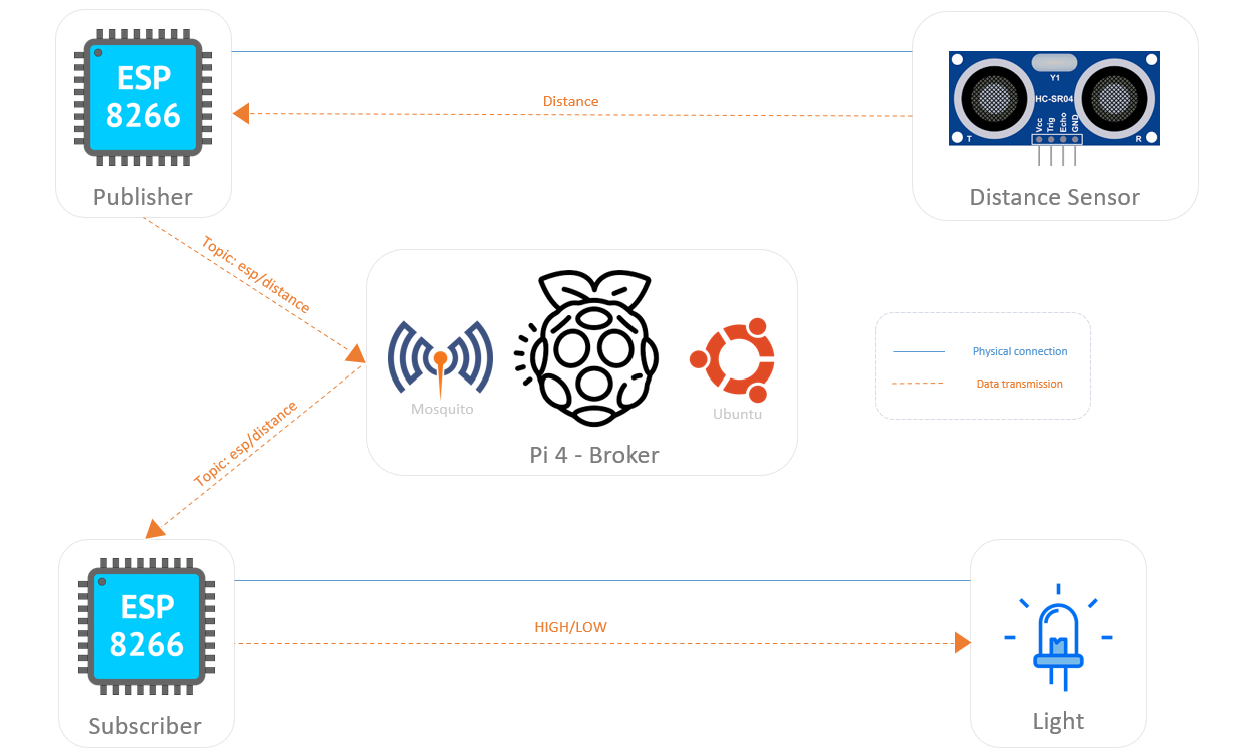 ESP
8266
Publisher
Distance
Y1
HC-SR04
Vcc
Trig
Echo
GND
T
R
Distance Sensor
Topic: esp/distance
Mosquito
Ubuntu
Pi 4 - Broker
Physical connection
Data transmission
Topic: esp/distance
ESP
8266
Subscriber
HIGH/LOW
Light